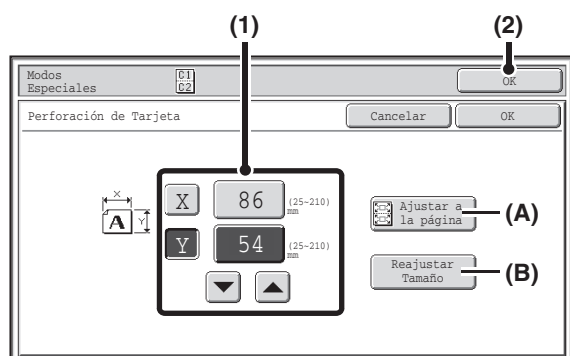 (1)
(2)
Modos
Especiales
C1
C2
OK
Perforación de Tarjeta
Cancelar
OK
X
X
86
(25~210)
mm
A
Y
Y
54
(25~210)
mm
Ajustar a
la página
(A)
Reajustar
Tamaño
(B)